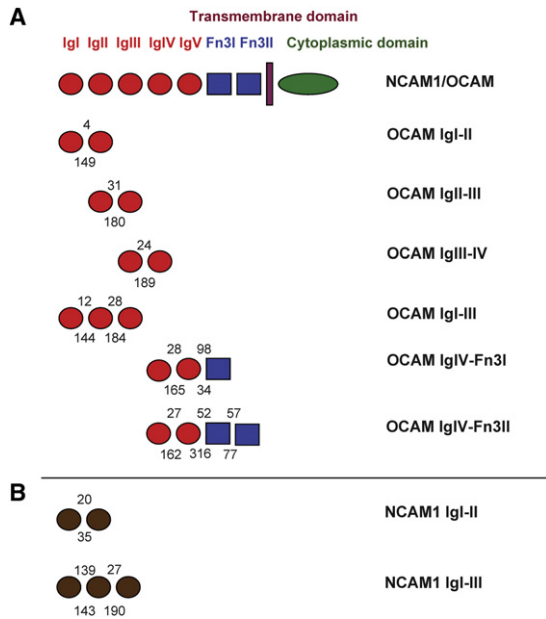 A
Transmembrane domain
IgI IgII IgIII IgIV IgV Fn3I Fn3II Cytoplasmic domain
NCAM1/OCAM
4
OCAM IgI-II
149
31
OCAM IgII-III
180
24
OCAM IgIII-IV
189
12 28
OCAM IgI-III
144 184
28 98
OCAM IgIV-Fn3I
165 34
27 52 57
OCAM IgIV-Fn3II
162 316 77
B
20
NCAM1 IgI-II
35
139 27
NCAM1 IgI-III
143 190